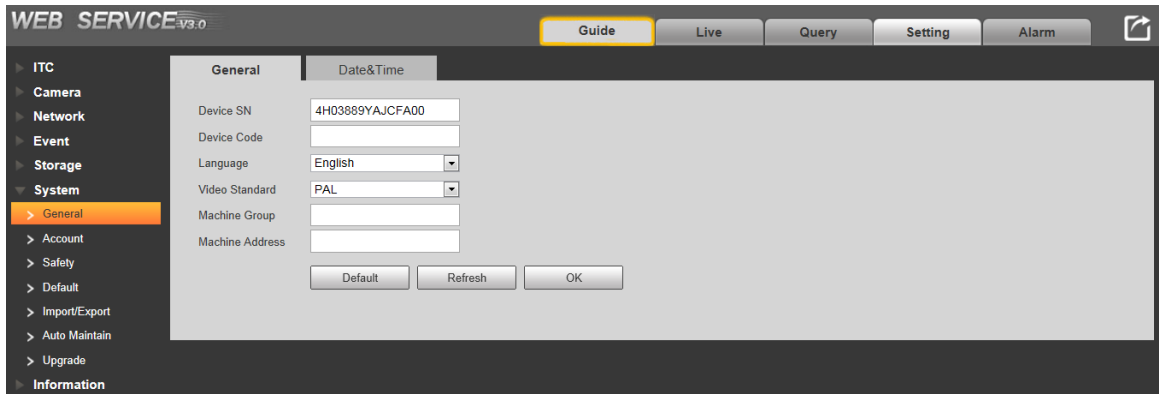 WEB SERVICE-V3.0
Guide
Live
Query
Setting
Alarm
ITC
Camera
Network
Event
Storage
System
General
Account
Safety
Default
Import/Export
Auto Maintain
Upgrade
Information
General
Date&Time
Device SN
4H03889YAJCFA00
Device Code
Language
English
Video Standard
PAL
Machine Group
Machine Address
Default
Refresh
OK